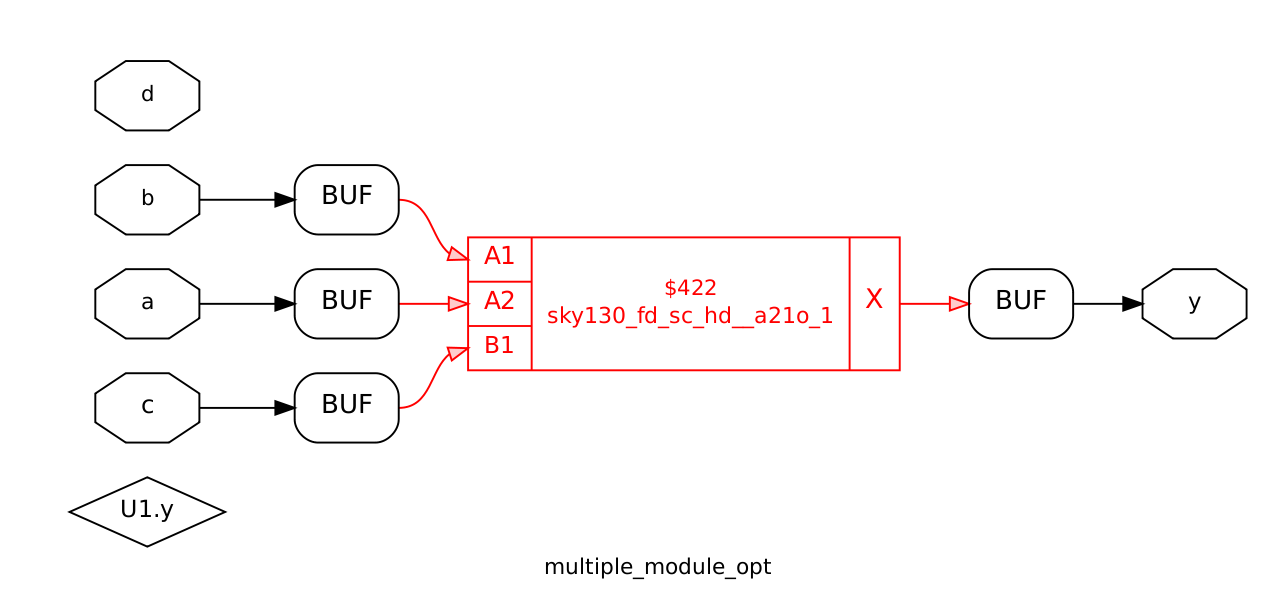 d
b
BUF
A1
a
BUF
A2
$422
sky130_fd_sc_hd__a21o_1
X
BUF
y
B1
c
BUF
U1.y
multiple_module_opt